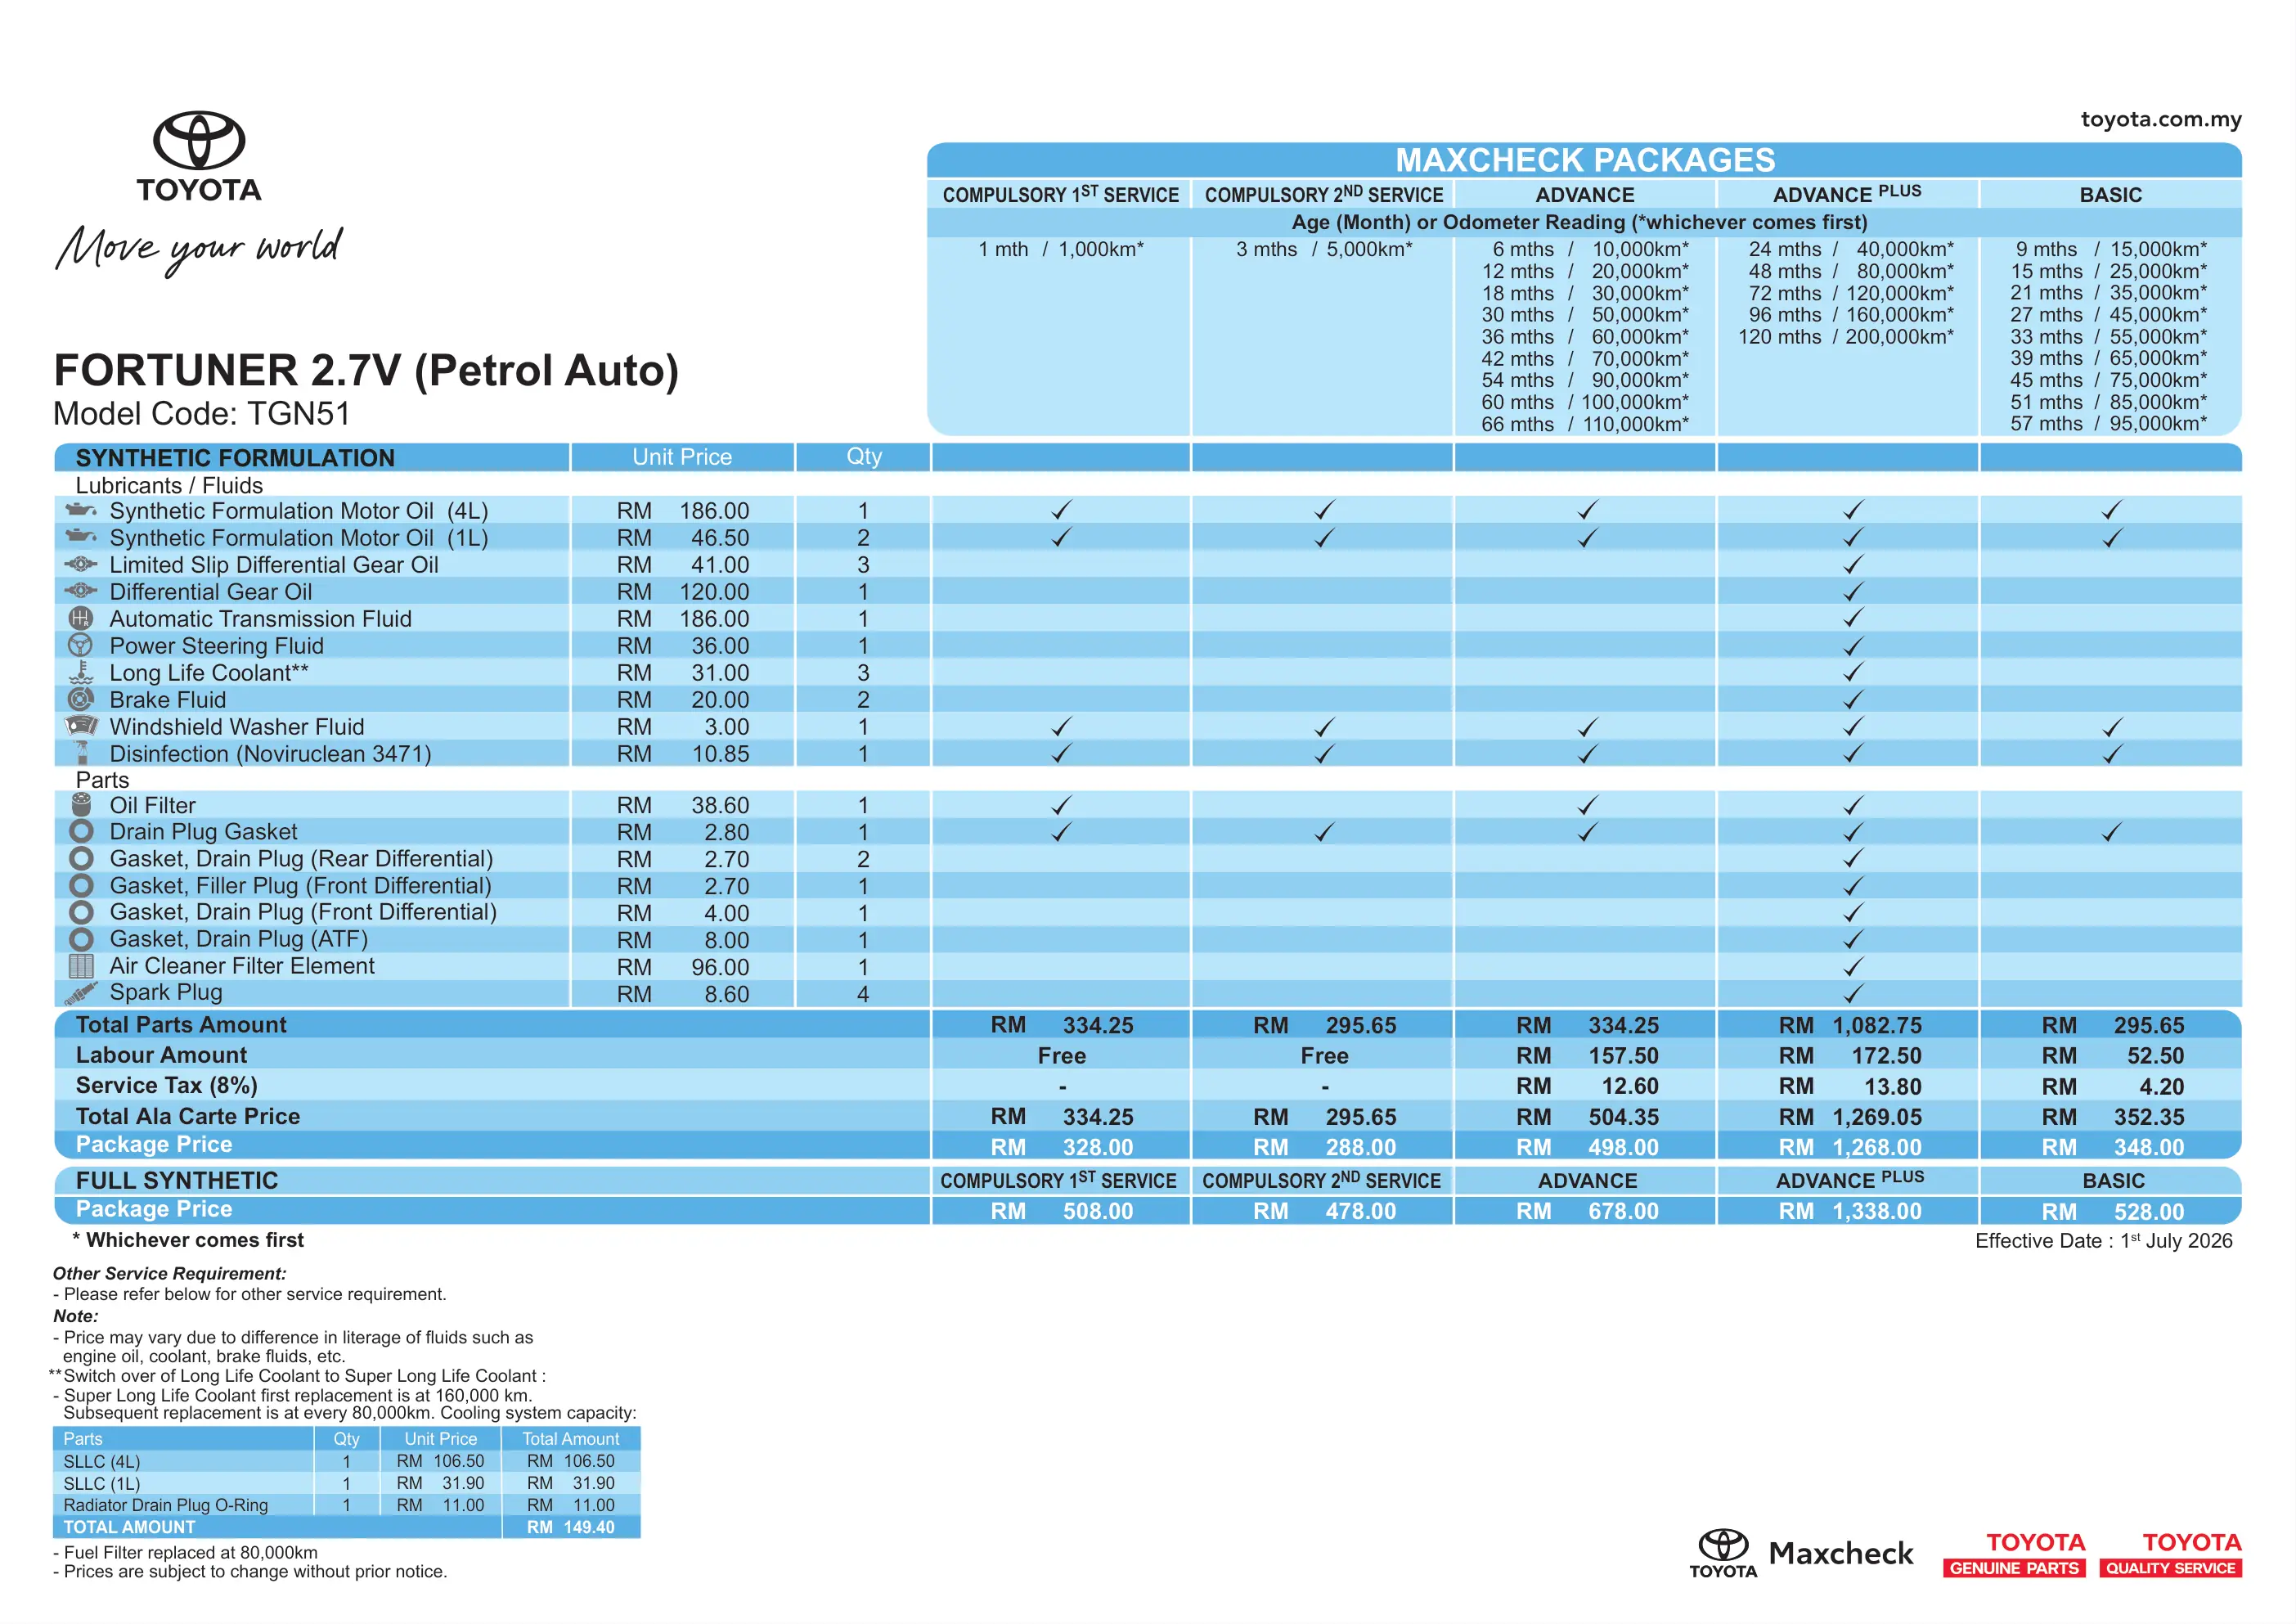 toyota.com.my
TOYOTA
Move your world
FORTUNER 2.7V (Petrol Auto)
Model Code: TGN51
MAXCHECK PACKAGES
COMPULSORY 1ST SERVICE COMPULSORY 2ND SERVICE ADVANCE ADVANCE PLUS BASIC
Age (Month) or Odometer Reading (*whichever comes first)
1 mth / 1,000km* 3 mths / 5,000km* 6 mths / 10,000km* 24 mths / 40,000km* 9 mths / 15,000km*
12 mths / 20,000km* 48 mths / 80,000km* 15 mths / 25,000km*
18 mths / 30,000km* 72 mths / 120,000km* 21 mths / 35,000km*
30 mths / 50,000km* 96 mths / 160,000km* 27 mths / 45,000km*
36 mths / 60,000km* 120 mths / 200,000km* 33 mths / 55,000km*
42 mths / 70,000km* 39 mths / 65,000km*
54 mths / 90,000km* 45 mths / 75,000km*
60 mths / 100,000km* 51 mths / 85,000km*
66 mths / 110,000km* 57 mths / 95,000km*
SYNTHETIC FORMULATION Unit Price Qty
Lubricants / Fluids
Synthetic Formulation Motor Oil (4L) RM 186.00 1 ✓ ✓ ✓ ✓ ✓
Synthetic Formulation Motor Oil (1L) RM 46.50 2 ✓ ✓ ✓ ✓ ✓
Limited Slip Differential Gear Oil RM 41.00 3 ✓
Differential Gear Oil RM 120.00 1 ✓
Automatic Transmission Fluid RM 186.00 1 ✓
Power Steering Fluid RM 36.00 1 ✓
Long Life Coolant** RM 31.00 3 ✓
Brake Fluid RM 20.00 2 ✓
Windshield Washer Fluid RM 3.00 1 ✓ ✓ ✓ ✓ ✓
Disinfection (Noviruclean 3471) RM 10.85 1 ✓ ✓ ✓ ✓ ✓
Parts
Oil Filter RM 38.60 1 ✓ ✓ ✓
Drain Plug Gasket RM 2.80 1 ✓ ✓ ✓ ✓ ✓
Gasket, Drain Plug (Rear Differential) RM 2.70 2 ✓
Gasket, Filler Plug (Front Differential) RM 2.70 1 ✓
Gasket, Drain Plug (Front Differential) RM 4.00 1 ✓
Gasket, Drain Plug (ATF) RM 8.00 1 ✓
Air Cleaner Filter Element RM 96.00 1 ✓
Spark Plug RM 8.60 4 ✓
Total Parts Amount RM 334.25 RM 295.65 RM 334.25 RM 1,082.75 RM 295.65
Labour Amount Free Free RM 157.50 RM 172.50 RM 52.50
Service Tax (8%) - - RM 12.60 RM 13.80 RM 4.20
Total Ala Carte Price RM 334.25 RM 295.65 RM 504.35 RM 1,269.05 RM 352.35
Package Price RM 328.00 RM 288.00 RM 498.00 RM 1,268.00 RM 348.00
FULL SYNTHETIC COMPULSORY 1ST SERVICE COMPULSORY 2ND SERVICE ADVANCE ADVANCE PLUS BASIC
Package Price RM 508.00 RM 478.00 RM 678.00 RM 1,338.00 RM 528.00
* Whichever comes first
Effective Date : 1st July 2026
Other Service Requirement:
- Please refer below for other service requirement.
Note:
- Price may vary due to difference in literage of fluids such as
engine oil, coolant, brake fluids, etc.
**Switch over of Long Life Coolant to Super Long Life Coolant :
- Super Long Life Coolant first replacement is at 160,000 km.
Subsequent replacement is at every 80,000km. Cooling system capacity:
Parts Qty Unit Price Total Amount
SLLC (4L) 1 RM 106.50 RM 106.50
SLLC (1L) 1 RM 31.90 RM 31.90
Radiator Drain Plug O-Ring 1 RM 11.00 RM 11.00
TOTAL AMOUNT RM 149.40
- Fuel Filter replaced at 80,000km
- Prices are subject to change without prior notice.
TOYOTA Maxcheck
TOYOTA GENUINE PARTS
TOYOTA QUALITY SERVICE